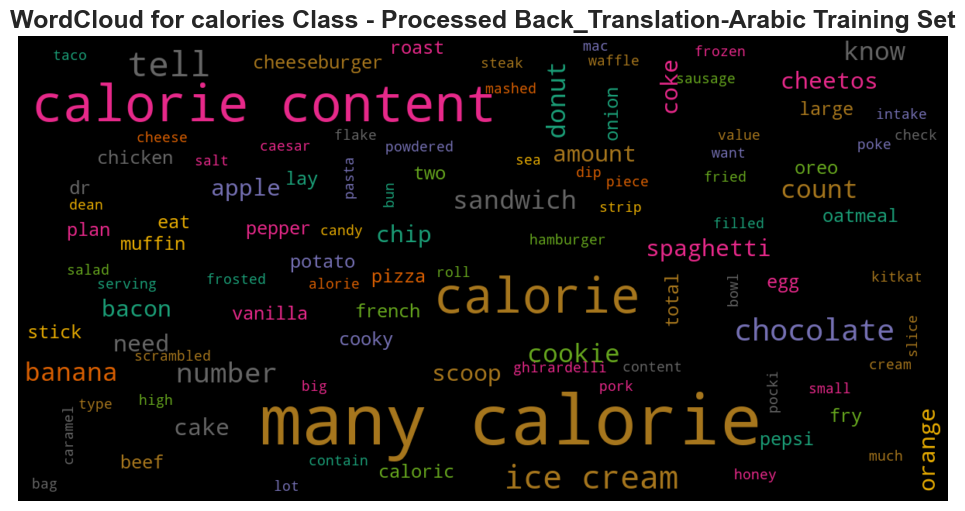 WordCloud for calories Class - Processed Back_Translation-Arabic Training Set
taco
tell
cheeseburger
roast
steak
mashed
mac
waffle
donut
onion
coke
sausage
frozen
know
cheetos
large
intake
calorie content
cheese
chicken
salt
caesar
flake
powdered
pasta
bun
sea
amount
dip
piece
value
want
fried
poke
check
oreo
count
dr
dean
apple
lay
two
sandwich
strip
filled
oatmeal
plan
eat
muffin
pepper
candy
chip
hamburger
spaghetti
salad
serving
frosted
potato
alorie
pizza
roll
calorie
total
bowl
egg
kitkat
bacon
vanilla
french
chocolate
slice
stick
need
scrambled
cooky
cookie
ghirardelli
content
cream
banana
number
big
scoop
pork
pocki
small
type
high
many calorie
caramel
cake
fry
pepsi
orange
beef
contain
caloric
ice cream
honey
much
bag
lot